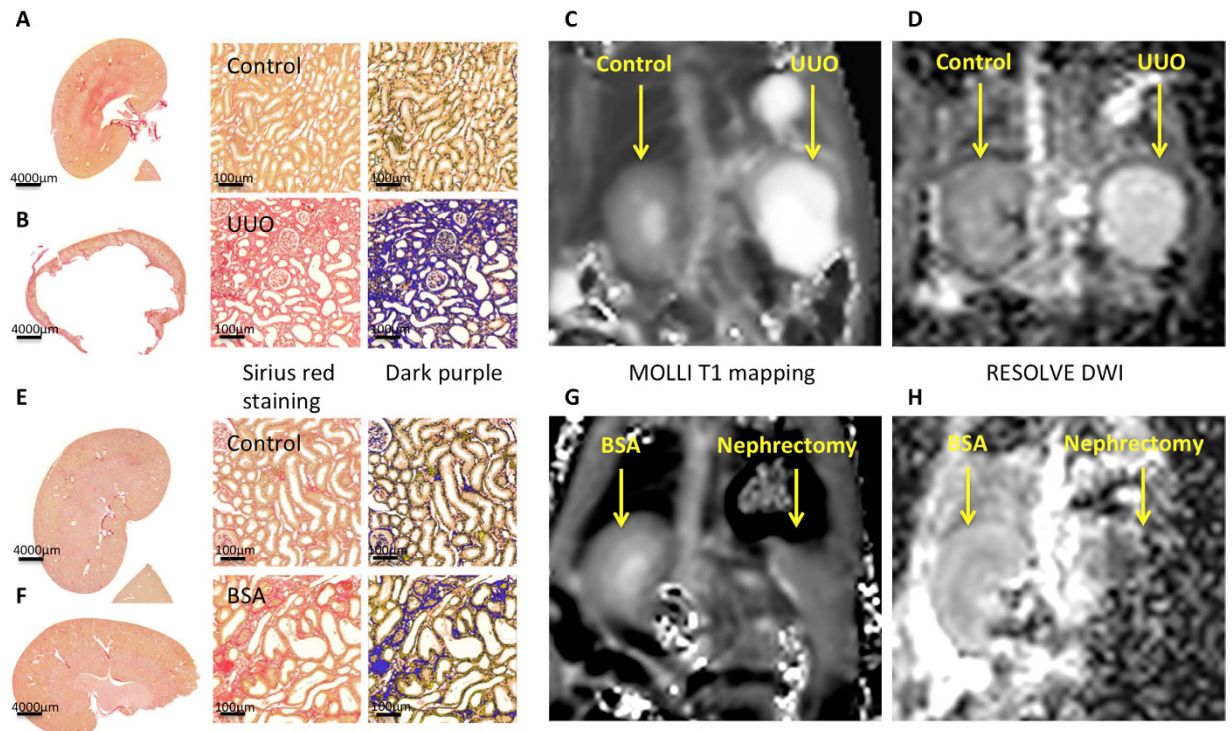 A
4000µm
Control
100µm
100µm
C
Control
UUO
D
Control
UUO
B
4000µm
UUO
100µm
100µm
Sirius red
staining
Dark purple
MOLLI T1 mapping
RESOLVE DWI
E
4000µm
Control
100µm
100µm
G
BSA
Nephrectomy
H
BSA
Nephrectomy
F
4000µm
BSA
100µm
100µm